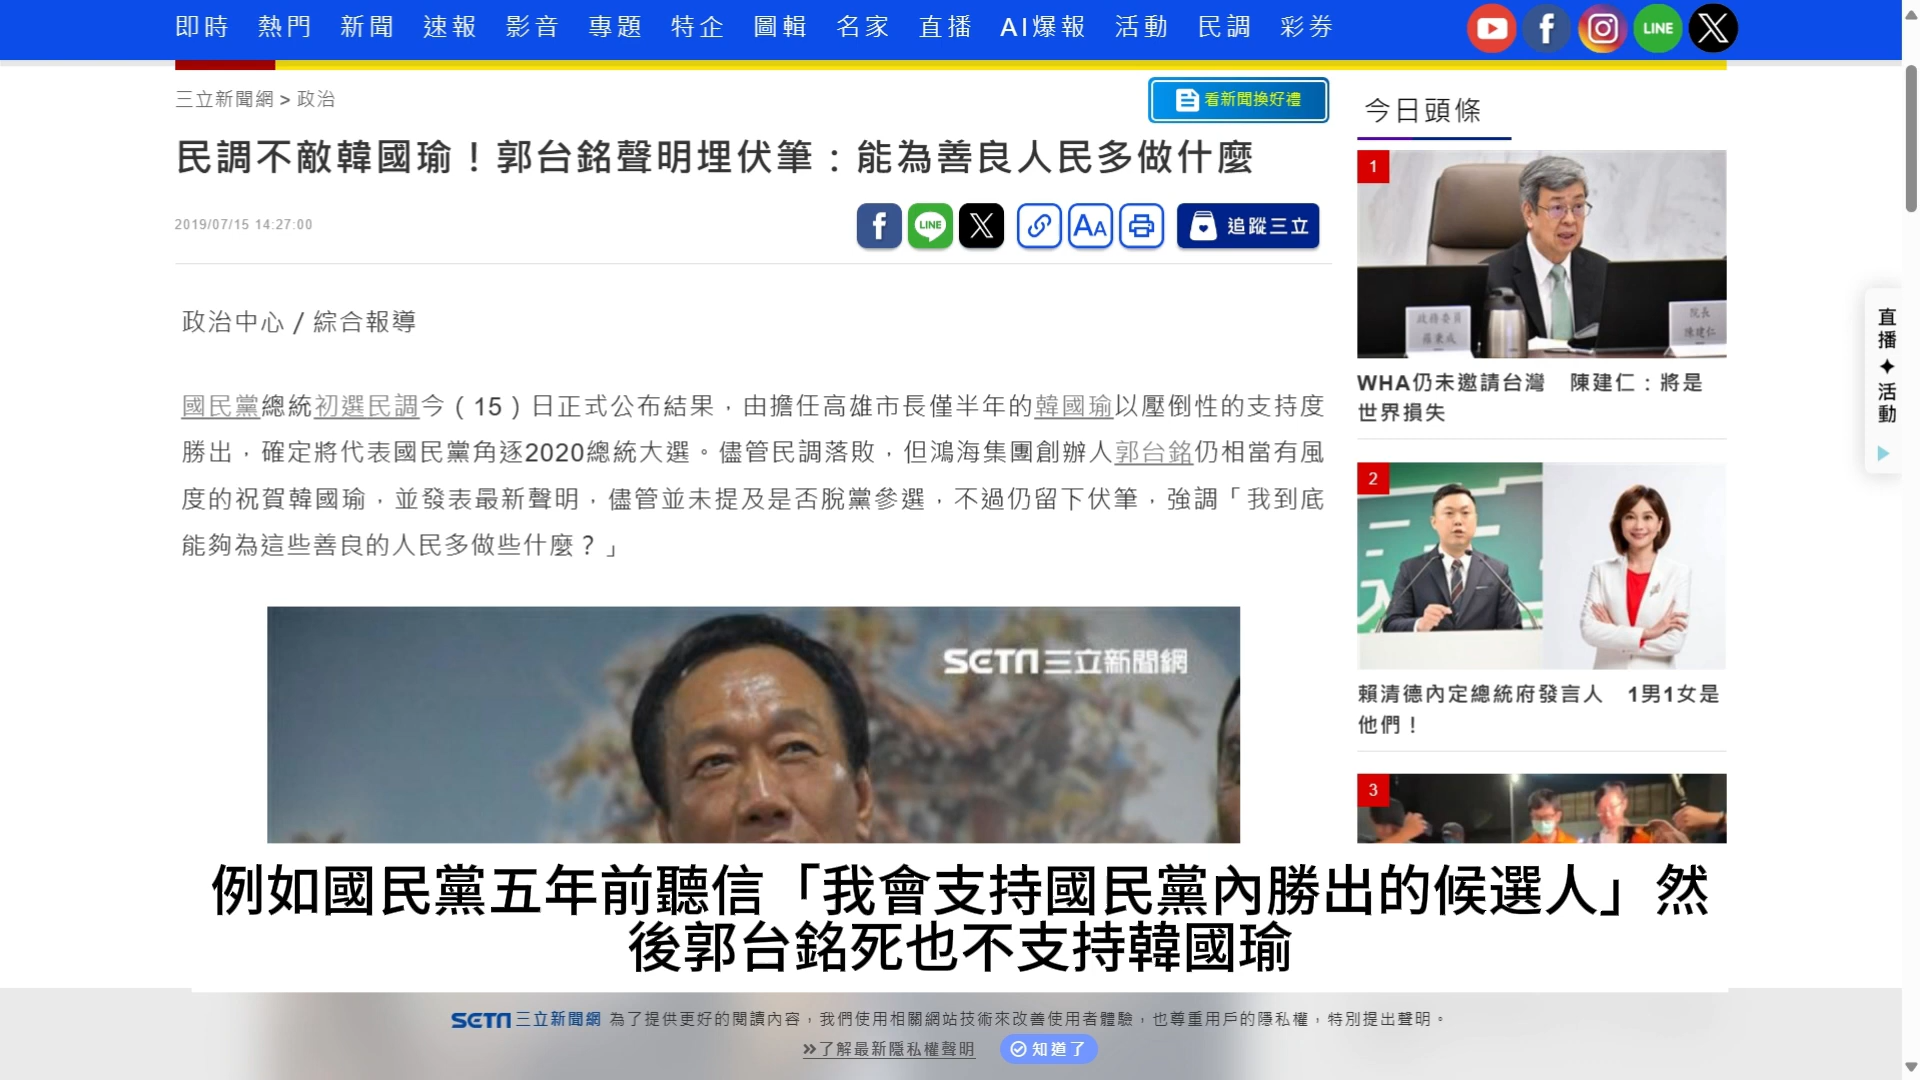 即時 熱門 新聞 速報 影音 專題 特企 圖輯 名家 直播 AI爆報 活動 民調 彩券
LINE
三立新聞網 > 政治
看新聞換好禮
民調不敵韓國瑜！郭台銘聲明埋伏筆：能為善良人民多做什麼
2019/07/15 14:27:00
LINE
AA
追蹤三立
政治中心／綜合報導
國民黨總統初選民調今（15）日正式公布結果，由擔任高雄市長僅半年的韓國瑜以壓倒性的支持度
勝出，確定將代表國民黨角逐2020總統大選。儘管民調落敗，但鴻海集團創辦人郭台銘仍相當有風
度的祝賀韓國瑜，並發表最新聲明，儘管並未提及是否脫黨參選，不過仍留下伏筆，強調「我到底
能夠為這些善良的人民多做些什麼？」
SETN三立新聞網
今日頭條
1
政務委員
羅秉成
院長
陳建仁
WHA仍未邀請台灣　陳建仁：將是
世界損失
2
賴清德內定總統府發言人　1男1女是
他們！
3
直播✦活動
例如國民黨五年前聽信「我會支持國民黨內勝出的候選人」然
後郭台銘死也不支持韓國瑜
SETN三立新聞網 為了提供更好的閱讀內容，我們使用相關網站技術來改善使用者體驗，也尊重用戶的隱私權，特別提出聲明。
»了解最新隱私權聲明 知道了